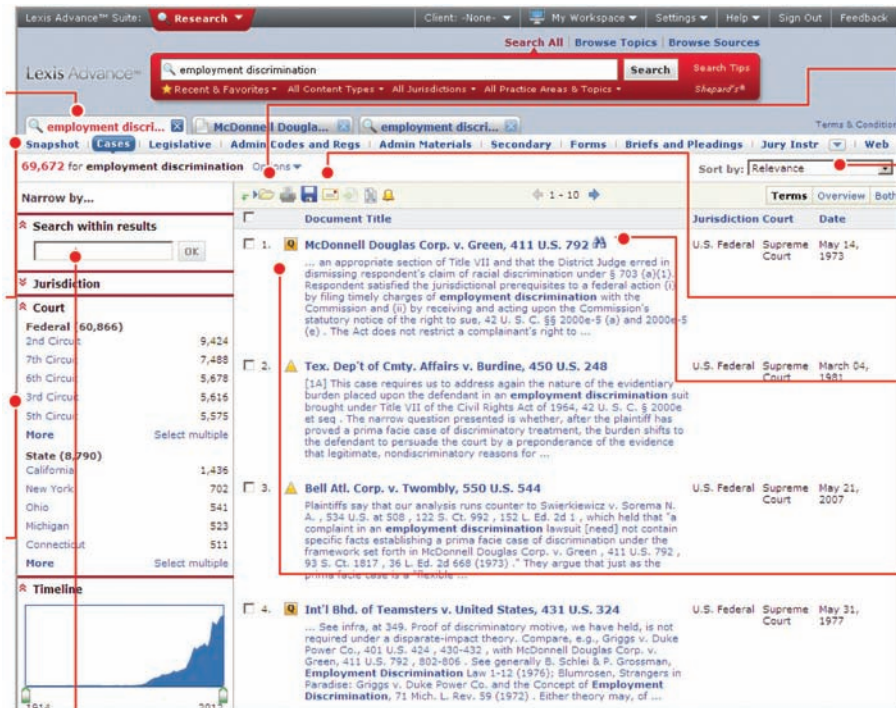 Lexis Advance™ Suite: Research Client: -None- My Workspace Settings Help Sign Out Feedback
Search All Browse Topics Browse Sources
Lexis Advance™ employment discrimination Search Search Tips
Recent & Favorites All Content Types All Jurisdictions All Practice Areas & Topics Shepard's®
employment discri... McDonnell Dougla... employment discri... Terms & Condition
Snapshot Cases Legislative Admin Codes and Regs Admin Materials Secondary Forms Briefs and Pleadings Jury Instr Web
69,672 for employment discrimination Options Sort by: Relevance
Narrow by... 1 - 10 Terms Overview Both
Document Title Jurisdiction Court Date
Search within results
OK
Jurisdiction
Court
Federal (60,866)
2nd Circuit 9,424
7th Circuit 7,488
6th Circuit 5,678
3rd Circuit 5,616
5th Circuit 5,575
More Select multiple
State (8,790)
California 1,436
New York 702
Ohio 541
Michigan 523
Connecticut 511
More Select multiple
Timeline
1914 2012
1. Q McDonnell Douglas Corp. v. Green, 411 U.S. 792 U.S. Federal Supreme Court May 14, 1973
... an appropriate section of Title VII and that the District Judge erred in
dismissing respondent's claim of racial discrimination under § 703 (a)(1).
Respondent satisfied the jurisdictional prerequisites to a federal action (i)
by filing timely charges of employment discrimination with the
Commission and (ii) by receiving and acting upon the Commission's
statutory notice of the right to sue, 42 U. S. C. §§ 2000e-5 (a) and 2000e-5
(e) . The Act does not restrict a complainant's right to ...
2. Tex. Dep't of Cmty. Affairs v. Burdine, 450 U.S. 248 U.S. Federal Supreme Court March 04, 1981
[1A] This case requires us to address again the nature of the evidentiary
burden placed upon the defendant in an employment discrimination suit
brought under Title VII of the Civil Rights Act of 1964, 42 U. S. C. § 2000e
et seq . The narrow question presented is whether, after the plaintiff has
proved a prima facie case of discriminatory treatment, the burden shifts to
the defendant to persuade the court by a preponderance of the evidence
that legitimate, nondiscriminatory reasons for ...
3. Bell Atl. Corp. v. Twombly, 550 U.S. 544 U.S. Federal Supreme Court May 21, 2007
Plaintiffs say that our analysis runs counter to Swierkiewicz v. Sorema N.
A. , 534 U.S. at 508 , 122 S. Ct. 992 , 152 L. Ed. 2d 1 , which held that "a
complaint in an employment discrimination lawsuit [need] not contain
specific facts establishing a prima facie case of discrimination under the
framework set forth in McDonnell Douglas Corp. v. Green , 411 U.S. 792 ,
93 S. Ct. 1817 , 36 L. Ed. 2d 668 (1973) ." They argue that just as the
prima facie case is a "flexible ...
4. Q Int'l Bhd. of Teamsters v. United States, 431 U.S. 324 U.S. Federal Supreme Court May 31, 1977
... See infra, at 349. Proof of discriminatory motive, we have held, is not
required under a disparate-impact theory. Compare, e.g., Griggs v. Duke
Power Co., 401 U.S. 424 , 430-432 , with McDonnell Douglas Corp. v.
Green, 411 U.S. 792 , 802-806 . See generally B. Schlei & P. Grossman,
Employment Discrimination Law 1-12 (1976); Blumrosen, Strangers in
Paradise: Griggs v. Duke Power Co. and the Concept of Employment
Discrimination, 71 Mich. L. Rev. 59 (1972) . Either theory may, of ...